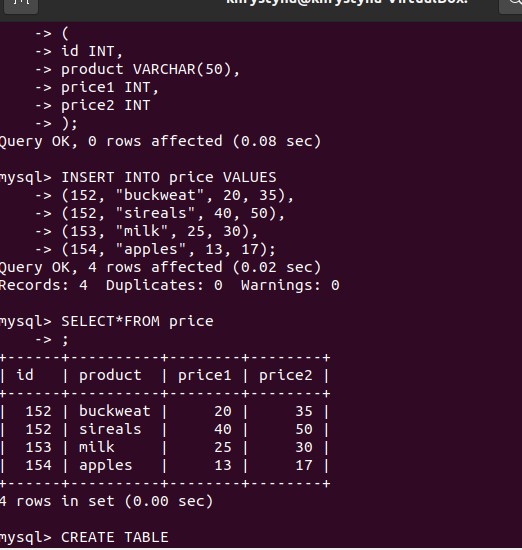 khrystyna@khrystyna-VirtualBox:
    -> (
    -> id INT,
    -> product VARCHAR(50),
    -> price1 INT,
    -> price2 INT
    -> );
Query OK, 0 rows affected (0.08 sec)
mysql> INSERT INTO price VALUES
    -> (152, "buckweat", 20, 35),
    -> (152, "sireals", 40, 50),
    -> (153, "milk", 25, 30),
    -> (154, "apples", 13, 17);
Query OK, 4 rows affected (0.02 sec)
Records: 4  Duplicates: 0  Warnings: 0
mysql> SELECT*FROM price
    -> ;
+------+----------+--------+--------+
| id   | product  | price1 | price2 |
+------+----------+--------+--------+
|  152 | buckweat |     20 |     35 |
|  152 | sireals  |     40 |     50 |
|  153 | milk     |     25 |     30 |
|  154 | apples   |     13 |     17 |
+------+----------+--------+--------+
4 rows in set (0.00 sec)
mysql> CREATE TABLE